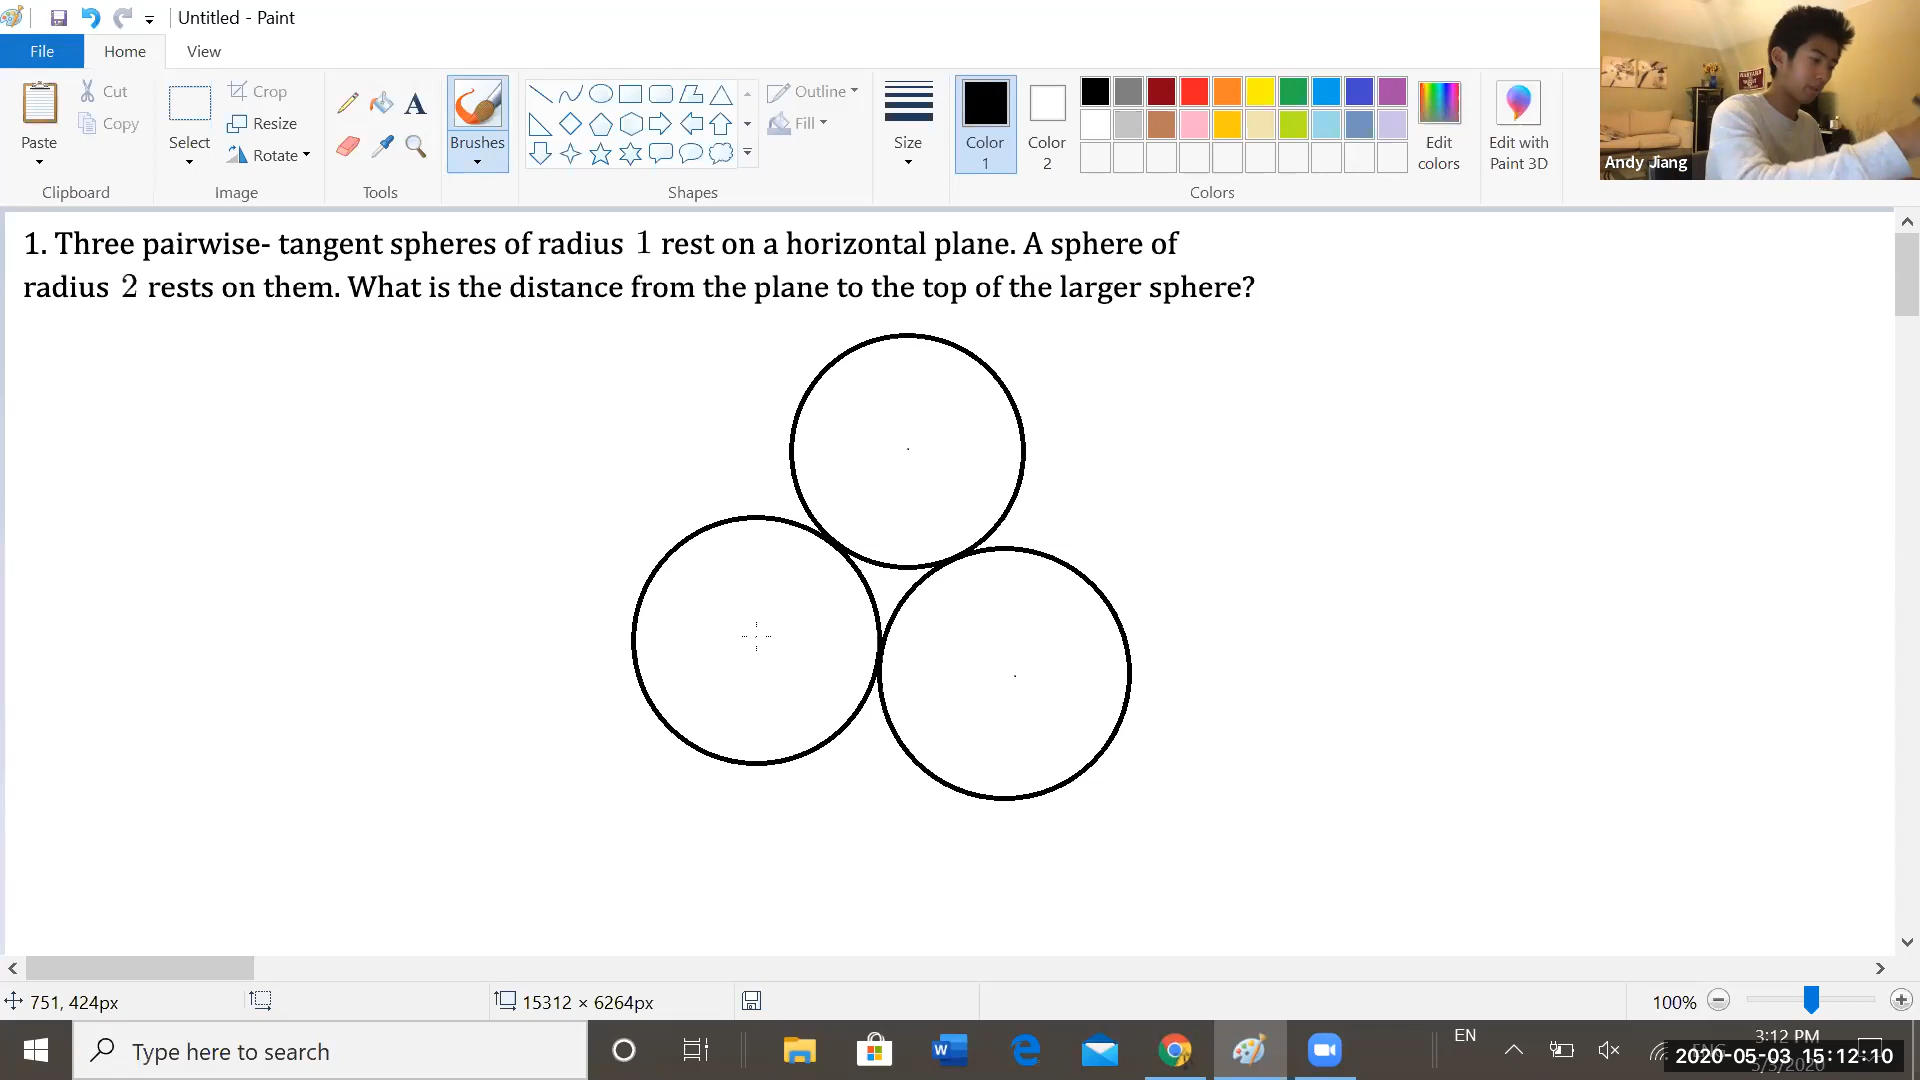 Untitled - Paint
File Home View
Paste Cut Copy Clipboard
Select Crop Resize Rotate Image
Tools
Brushes
Outline Fill Shapes
Size
Color 1 Color 2 Colors
Edit colors
Edit with Paint 3D
Andy Jiang
1. Three pairwise- tangent spheres of radius 1 rest on a horizontal plane. A sphere of
radius 2 rests on them. What is the distance from the plane to the top of the larger sphere?
751, 424px 15312 × 6264px 100%
Type here to search
EN 3:12 PM
ENG 2020-05-03 15:12:10
5/3/2020